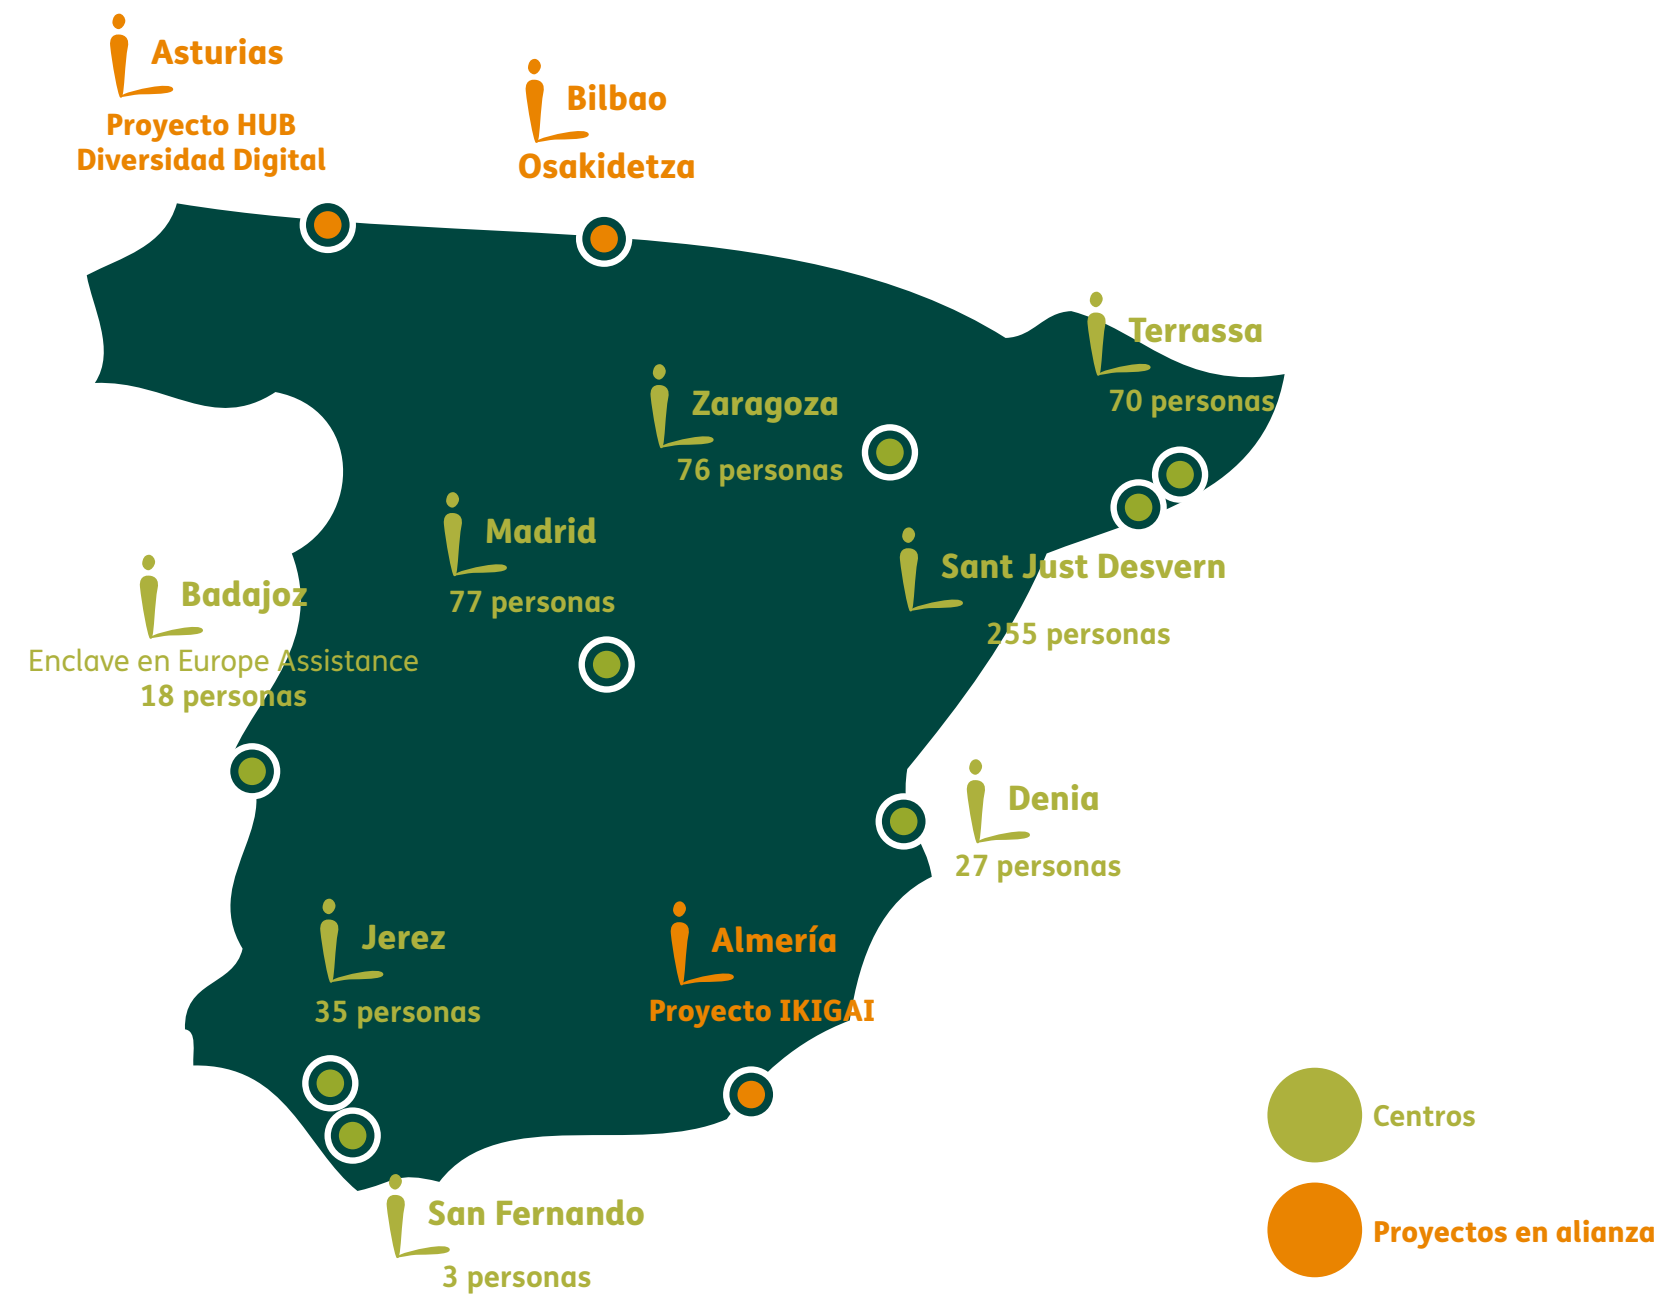 Asturias
Proyecto HUB
Diversidad Digital
Bilbao
Osakidetza
Terrassa
70 personas
Zaragoza
76 personas
Madrid
77 personas
Sant Just Desvern
255 personas
Badajoz
Enclave en Europe Assistance
18 personas
Denia
27 personas
Jerez
35 personas
Almería
Proyecto IKIGAI
San Fernando
3 personas
Centros
Proyectos en alianza